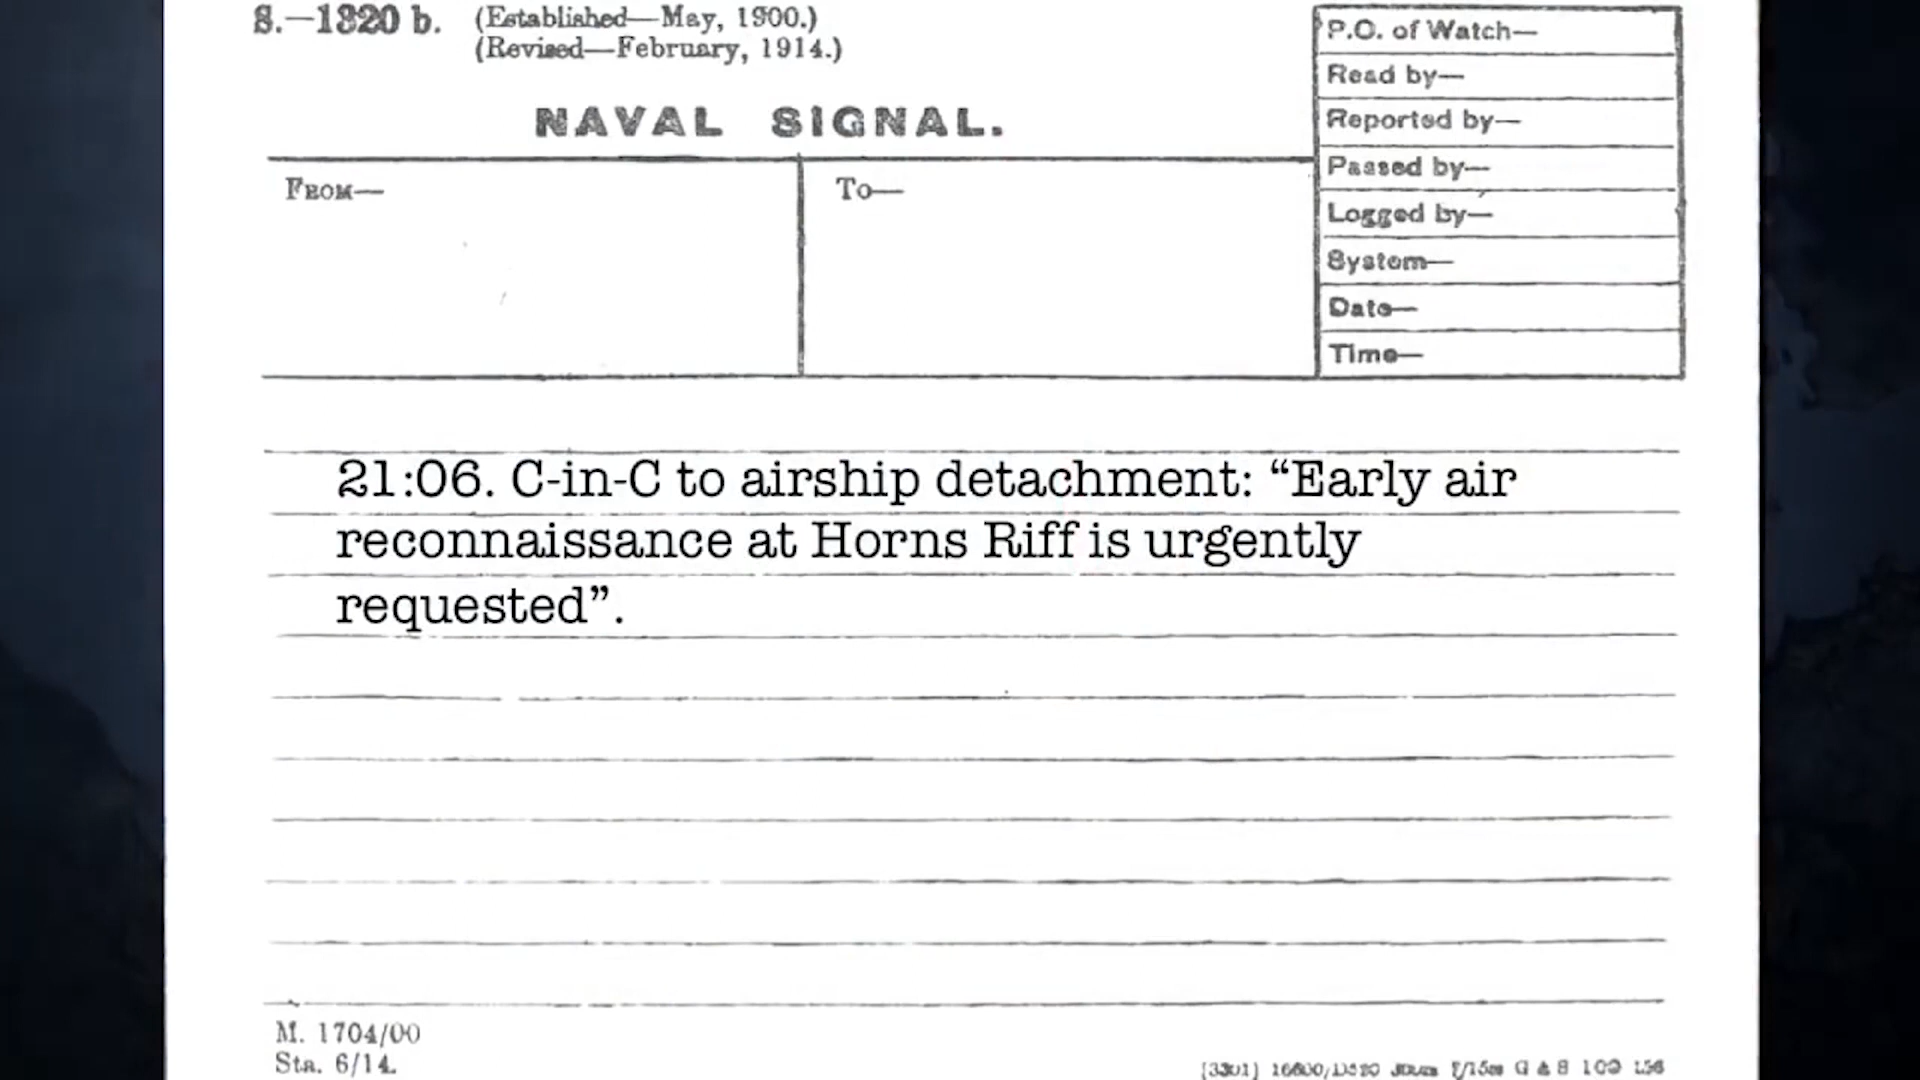 S.—1320 b.
(Established—May, 1900.)
(Revised—February, 1914.)
NAVAL SIGNAL.
P.O. of Watch—
Read by—
Reported by—
Passed by—
Logged by—
System—
Date—
Time—
FROM—
To—
21:06. C-in-C to airship detachment: “Early air
reconnaissance at Horns Riff is urgently
requested”.
M. 1704/00
Sta. 6/14.
G & S